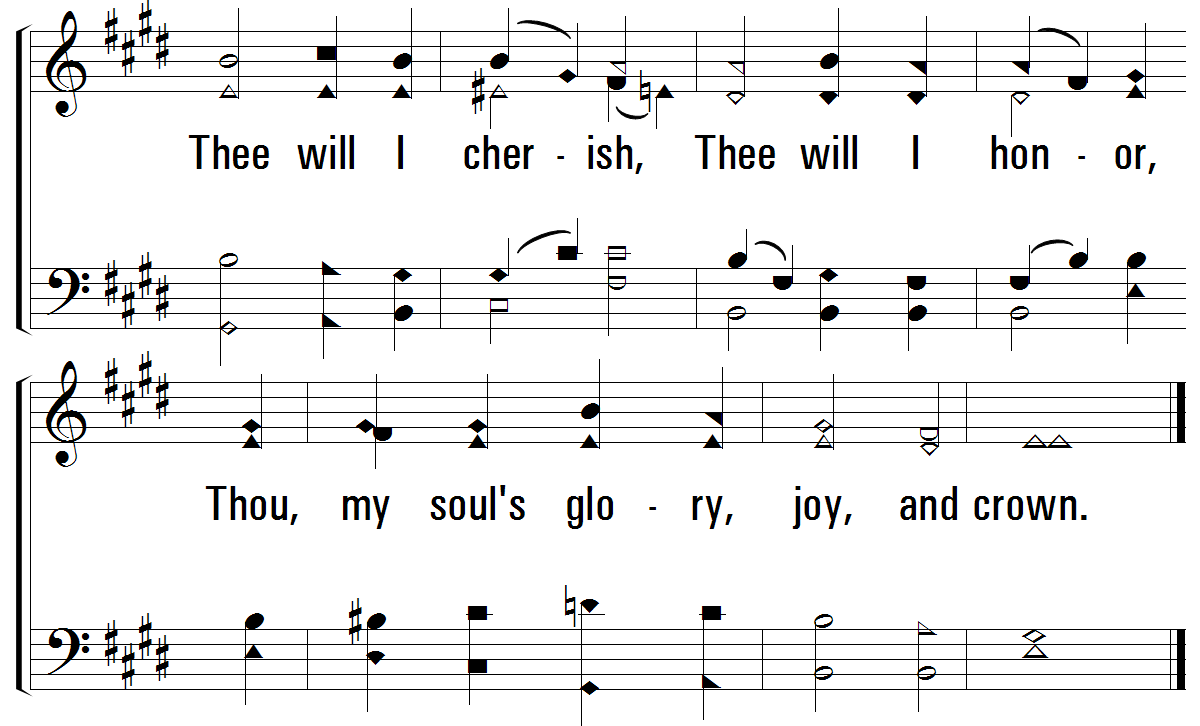 Thee will I cher - ish, Thee will I hon - or,
Thou, my soul's glo - ry, joy, and crown.